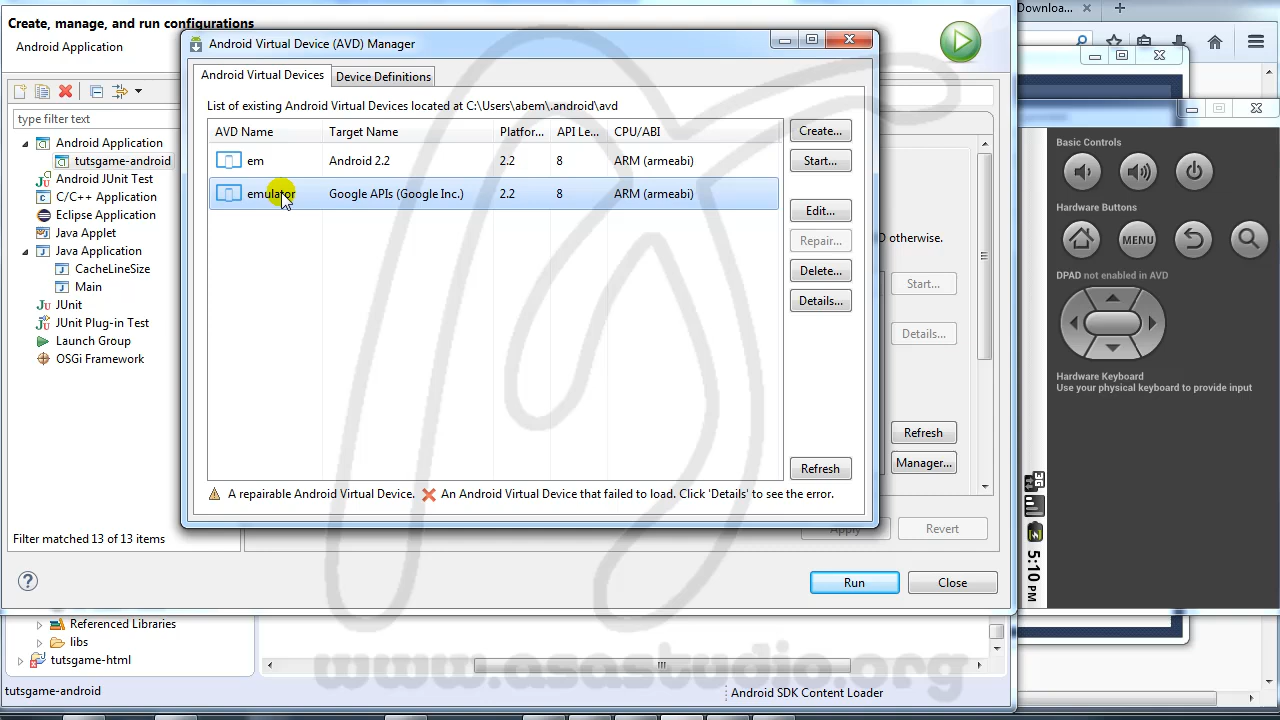 Create, manage, and run configurations
Android Application
Downloa...
Android Virtual Device (AVD) Manager
Android Virtual Devices
Device Definitions
List of existing Android Virtual Devices located at C:\Users\abem\.android\avd
AVD Name Target Name Platfor... API Le... CPU/ABI
em Android 2.2 2.2 8 ARM (armeabi)
emulator Google APIs (Google Inc.) 2.2 8 ARM (armeabi)
Create...
Start...
Edit...
Repair...
Delete...
Details...
Refresh
A repairable Android Virtual Device. An Android Virtual Device that failed to load. Click 'Details' to see the error.
type filter text
Android Application
tutsgame-android
Android JUnit Test
C/C++ Application
Eclipse Application
Java Applet
Java Application
CacheLineSize
Main
JUnit
JUnit Plug-in Test
Launch Group
OSGi Framework
Filter matched 13 of 13 items
otherwise.
Start...
Details...
Refresh
Manager...
Apply
Revert
Run
Close
Referenced Libraries
libs
tutsgame-html
tutsgame-android
Android SDK Content Loader
www.asastudio.org
Basic Controls
Hardware Buttons
MENU
DPAD not enabled in AVD
Hardware Keyboard
Use your physical keyboard to provide input
3G
5:10 PM